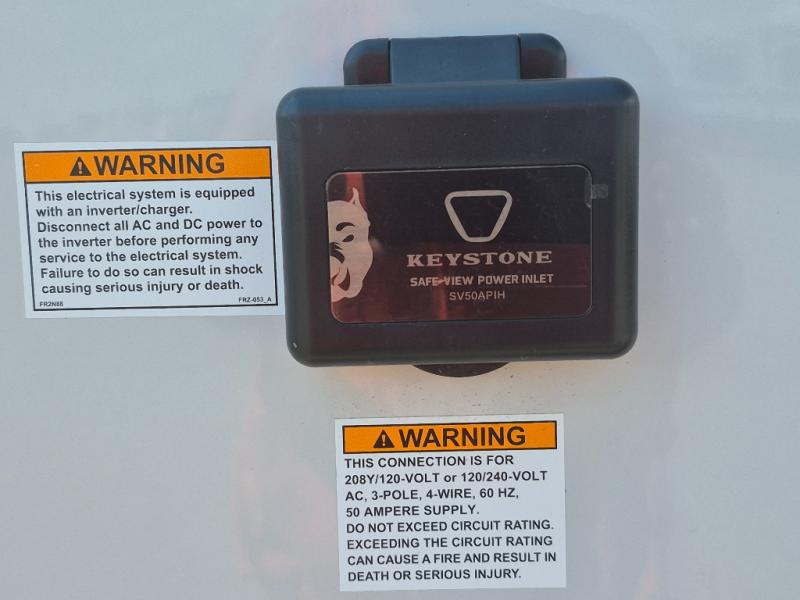 WARNING
This electrical system is equipped
with an inverter/charger.
Disconnect all AC and DC power to
the inverter before performing any
service to the electrical system.
Failure to do so can result in shock
causing serious injury or death.
FR2N88 FRZ-053_A
KEYSTONE
SAFE-VIEW POWER INLET
SV50APIH
WARNING
THIS CONNECTION IS FOR
208Y/120-VOLT or 120/240-VOLT
AC, 3-POLE, 4-WIRE, 60 HZ,
50 AMPERE SUPPLY.
DO NOT EXCEED CIRCUIT RATING.
EXCEEDING THE CIRCUIT RATING
CAN CAUSE A FIRE AND RESULT IN
DEATH OR SERIOUS INJURY.